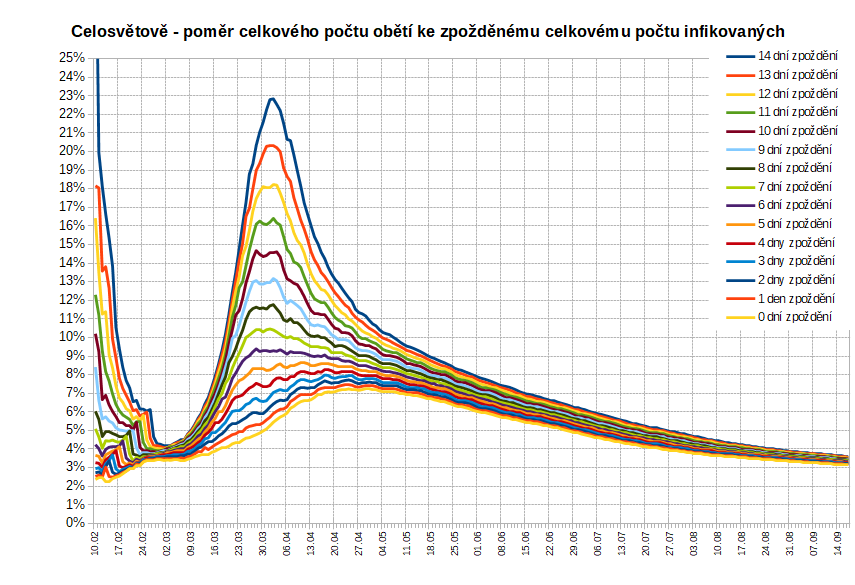 Celosvětově - poměr celkového počtu obětí ke zpožděnému celkovému počtu infikovaných
25%
24%
23%
22%
21%
20%
19%
18%
17%
16%
15%
14%
13%
12%
11%
10%
9%
8%
7%
6%
5%
4%
3%
2%
1%
0%
14 dní zpoždění
13 dní zpoždění
12 dní zpoždění
11 dní zpoždění
10 dní zpoždění
9 dní zpoždění
8 dní zpoždění
7 dní zpoždění
6 dní zpoždění
5 dní zpoždění
4 dny zpoždění
3 dny zpoždění
2 dny zpoždění
1 den zpoždění
0 dní zpoždění
10.02 17.02 24.02 02.03 09.03 16.03 23.03 30.03 06.04 13.04 20.04 27.04 04.05 11.05 18.05 25.05 01.06 08.06 15.06 22.06 29.06 06.07 13.07 20.07 27.07 03.08 10.08 17.08 24.08 31.08 07.09 14.09